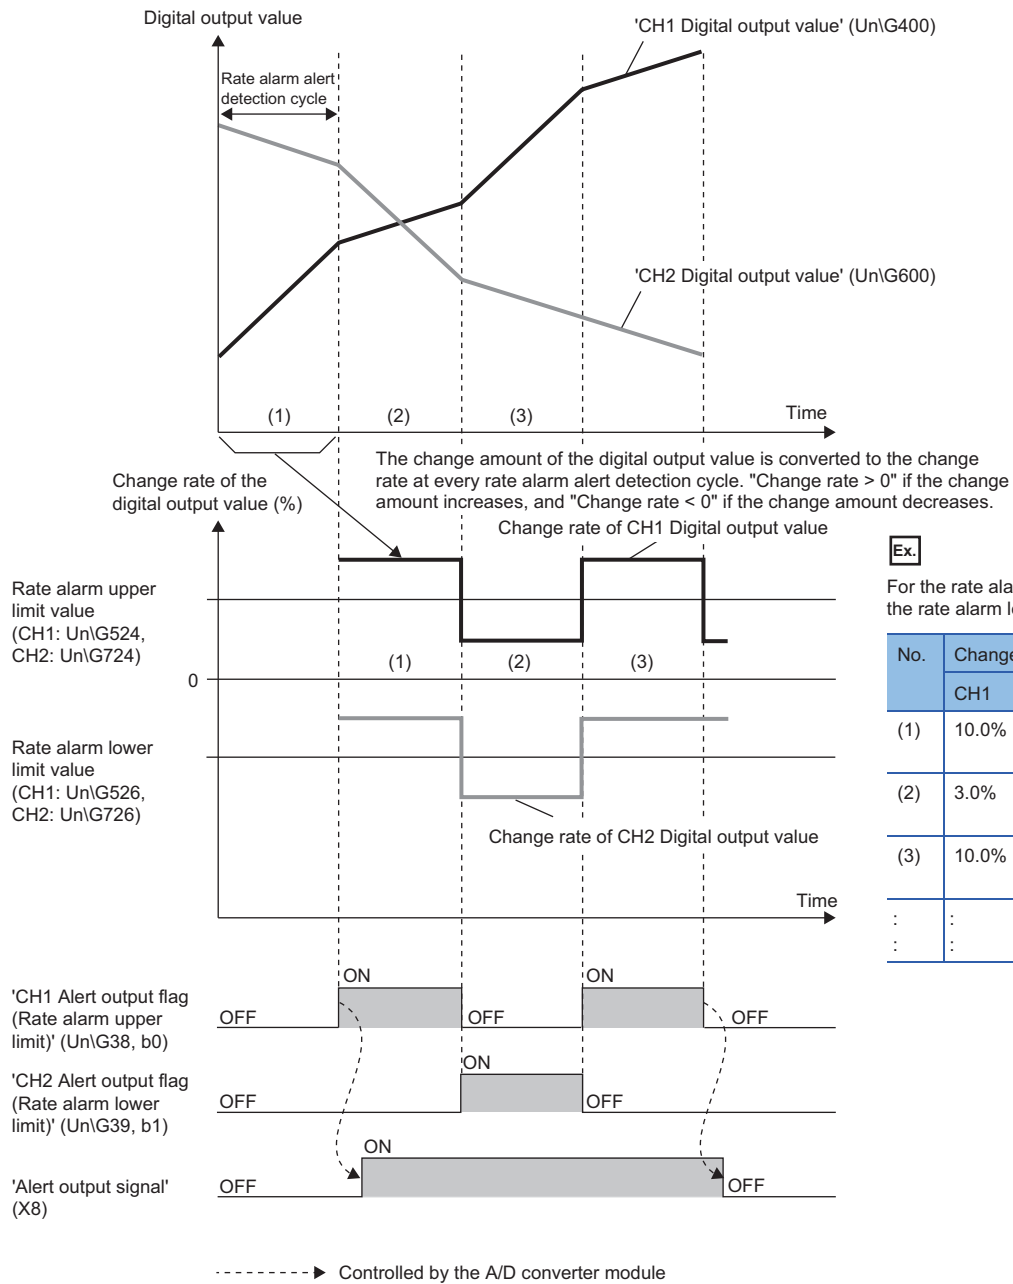 Digital output value
'CH1 Digital output value' (Un\G400)
Rate alarm alert
detection cycle
'CH2 Digital output value' (Un\G600)
(1) (2) (3)
Time
The change amount of the digital output value is converted to the change
rate at every rate alarm alert detection cycle. "Change rate > 0" if the change
amount increases, and "Change rate < 0" if the change amount decreases.
Change rate of the
digital output value (%)
Change rate of CH1 Digital output value
Rate alarm upper
limit value
(CH1: Un\G524,
CH2: Un\G724)
(1) (2) (3)
0
Rate alarm lower
limit value
(CH1: Un\G526,
CH2: Un\G726)
Change rate of CH2 Digital output value
Time
Ex.
For the rate ala
the rate alarm l
No. Change
CH1
(1) 10.0%
(2) 3.0%
(3) 10.0%
: :
: :
'CH1 Alert output flag
(Rate alarm upper
limit)' (Un\G38, b0)
OFF ON OFF ON OFF
'CH2 Alert output flag
(Rate alarm lower
limit)' (Un\G39, b1)
OFF ON OFF
'Alert output signal'
(X8)
OFF ON OFF
Controlled by the A/D converter module